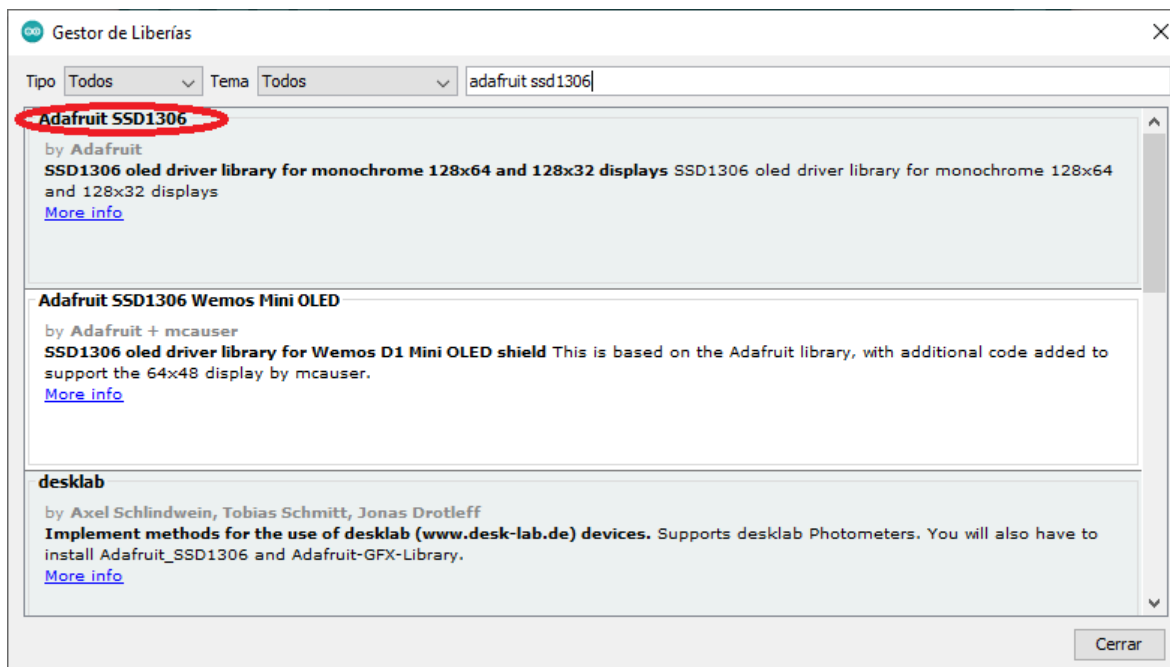 Gestor de Liberías
Tipo Todos Tema Todos adafruit ssd1306
Adafruit SSD1306
by Adafruit
SSD1306 oled driver library for monochrome 128x64 and 128x32 displays SSD1306 oled driver library for monochrome 128x64
and 128x32 displays
More info
Adafruit SSD1306 Wemos Mini OLED
by Adafruit + mcauser
SSD1306 oled driver library for Wemos D1 Mini OLED shield This is based on the Adafruit library, with additional code added to
support the 64x48 display by mcauser.
More info
desklab
by Axel Schlindwein, Tobias Schmitt, Jonas Drotleff
Implement methods for the use of desklab (www.desk-lab.de) devices. Supports desklab Photometers. You will also have to
install Adafruit_SSD1306 and Adafruit-GFX-Library.
More info
Cerrar